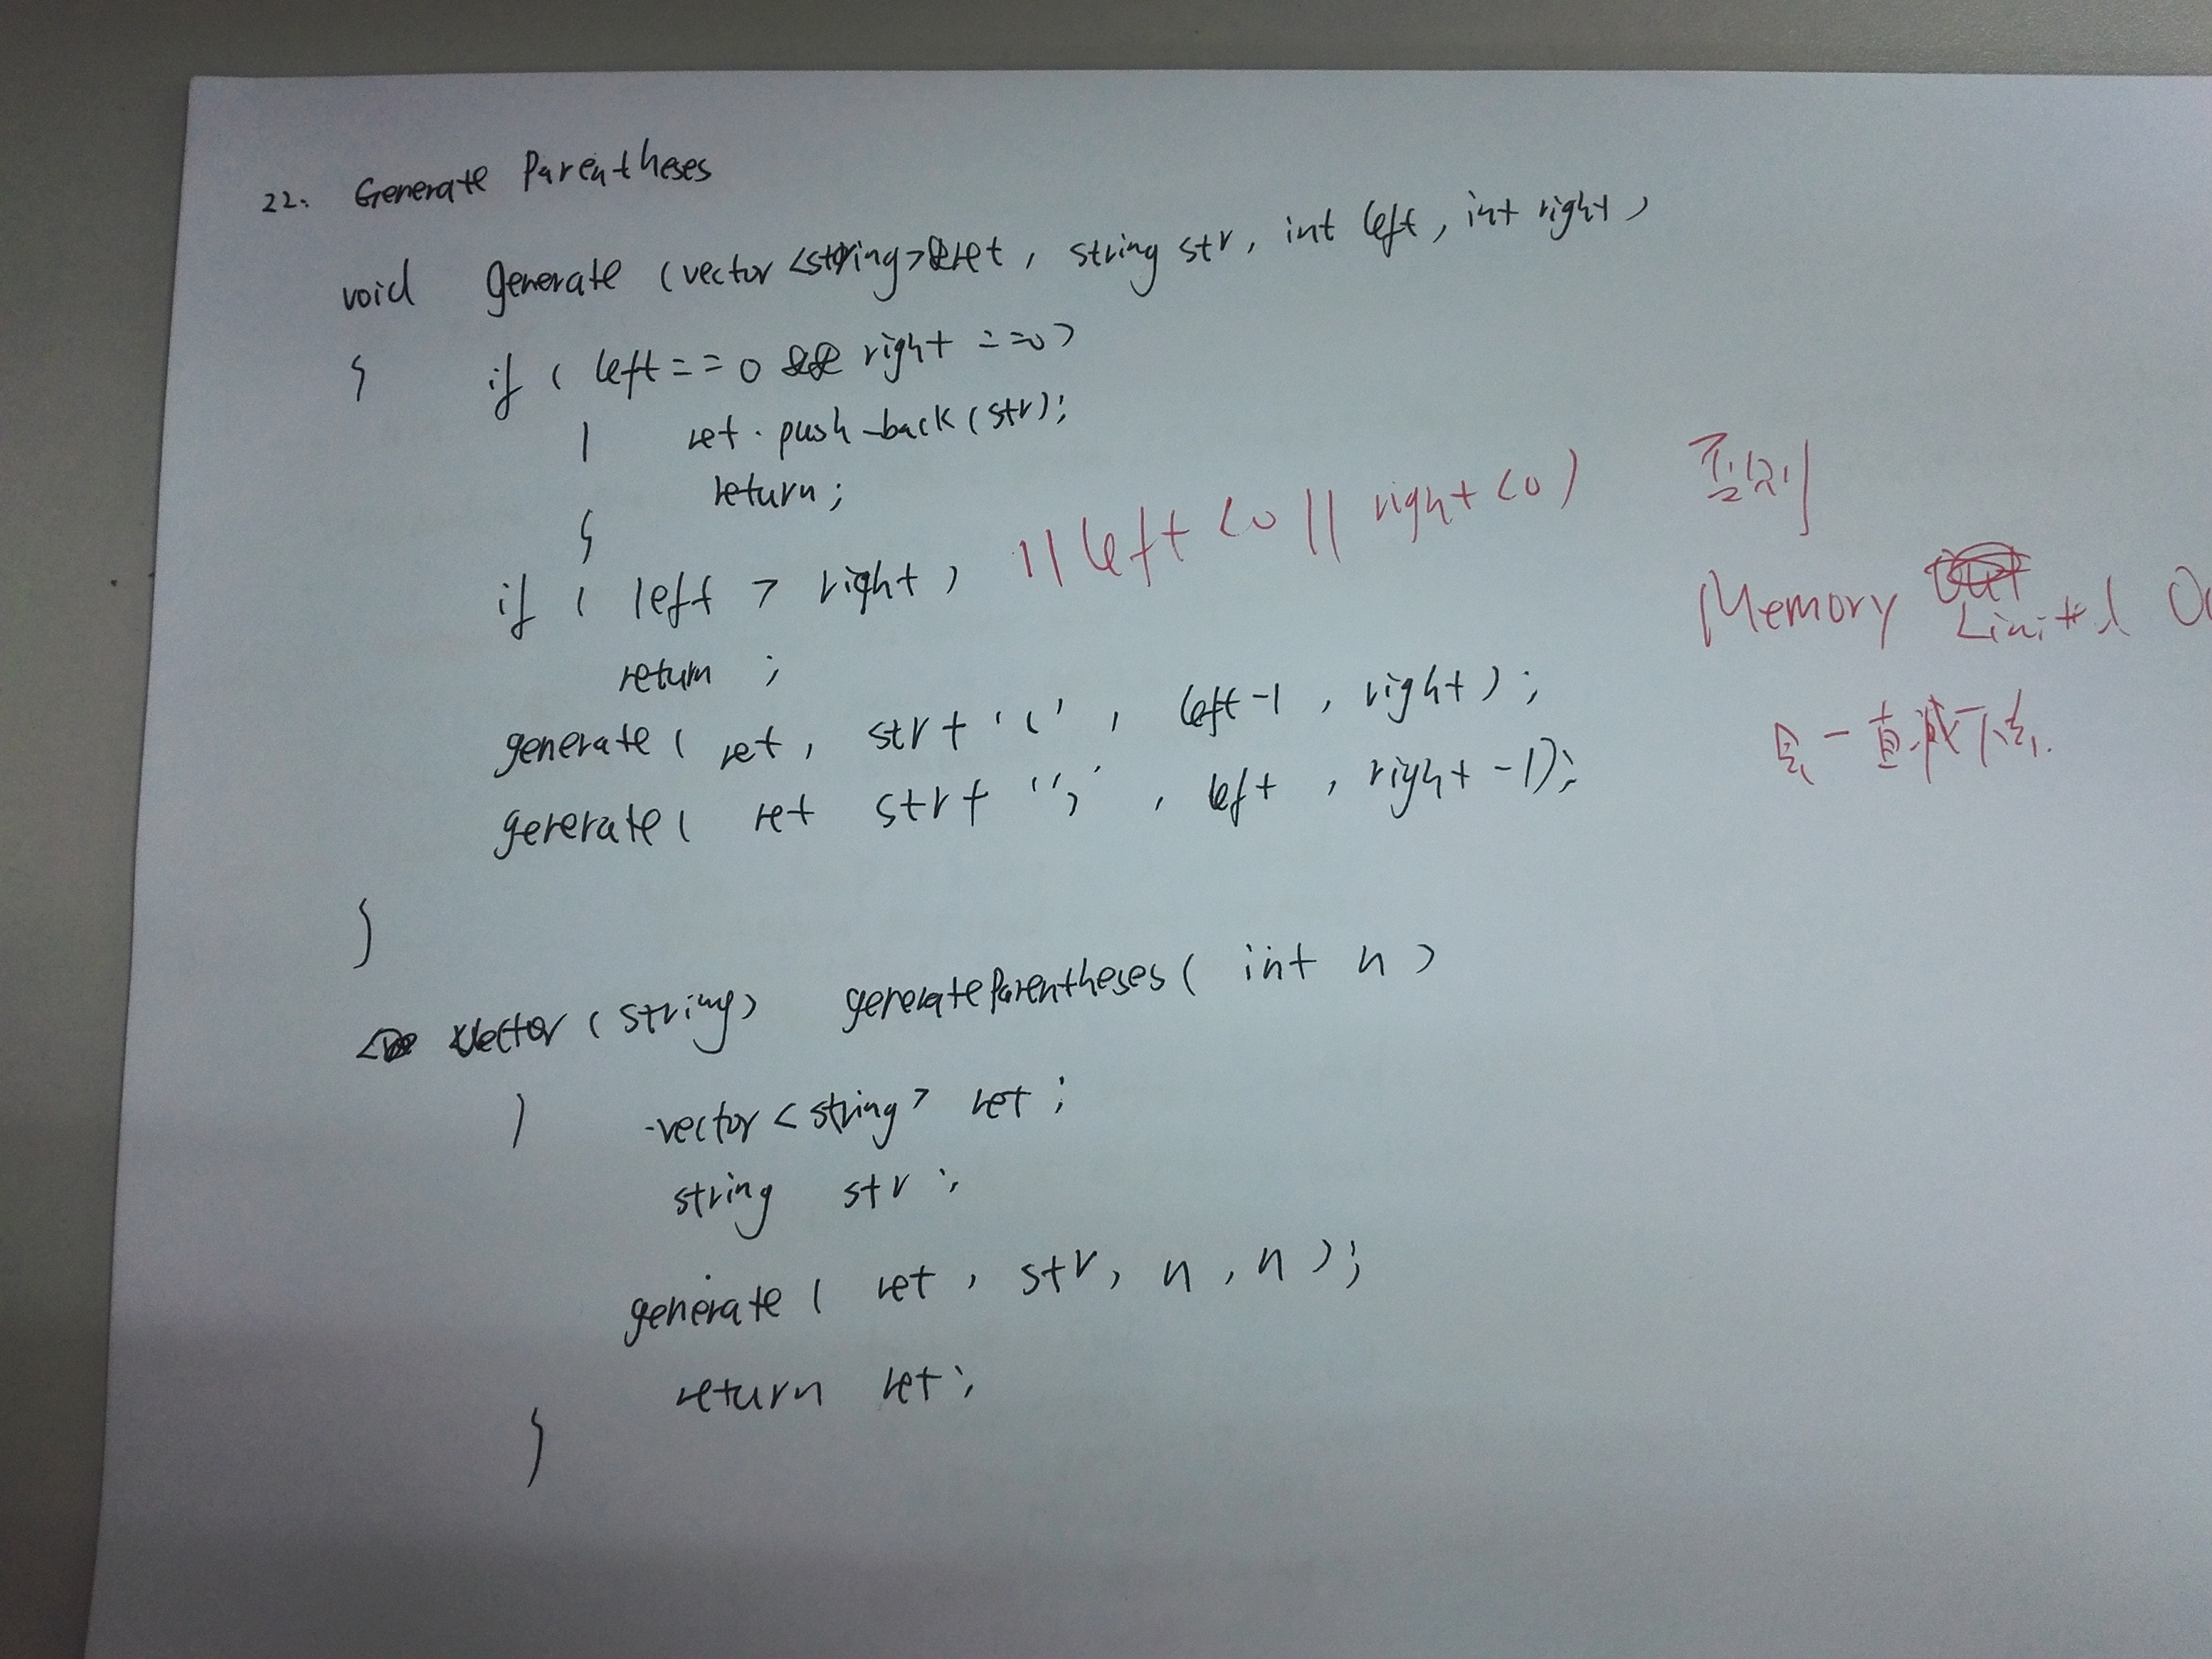 22. Generate Parentheses
void generate (vector <string>&ret, string str, int left, int right)
{ if ( left == 0 && right == 0)
{ ret.push_back(str);
return;
}
if ( left > right ) || left <0 || right <0) 否则
return ; Memory Limited
generate ( ret, str + '(' , left-1 , right) ; 会一直减下去.
generate ( ret str + ')' , left , right -1);
}
vector (string) generateParentheses ( int n )
{ vector < string > ret ;
string str ;
generate ( ret , str, n , n ) ;
return ret ;
}